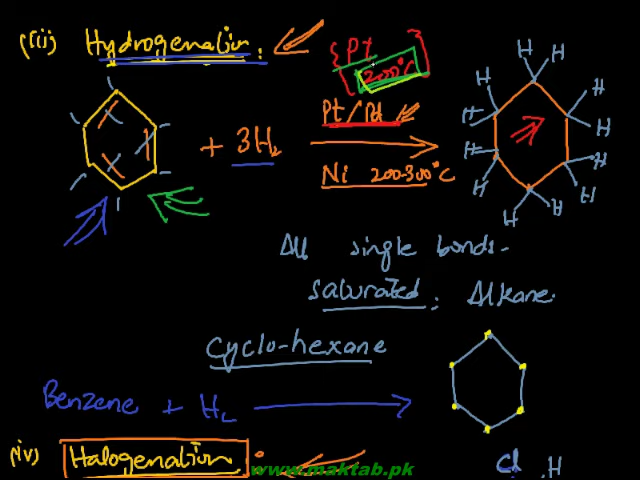 (iii) Hydrogenation:
{Pt
[200°C]
+ 3H₂
Pt/Pd
Ni 200-300°C
H H
H H
H H
H H
H H
H H
All single bonds.
Saturated: Alkane.
Cyclo-hexane
Benzene + H₂
(iv) Halogenation:
www.maktab.pk
Cl H